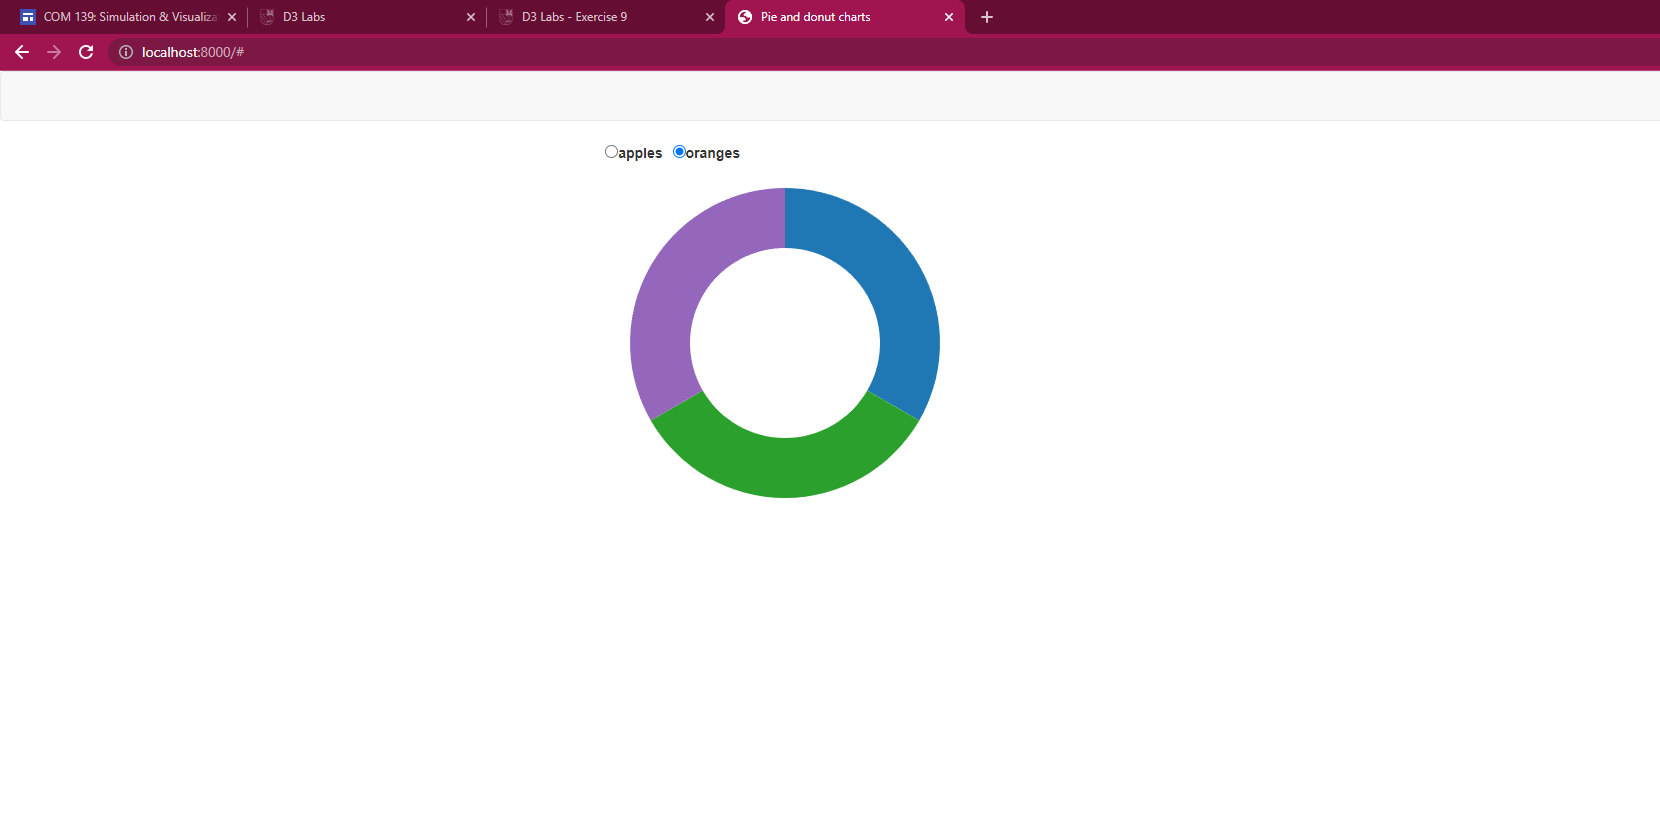 COM 139: Simulation & Visualiza
D3 Labs
D3 Labs - Exercise 9
Pie and donut charts
localhost:8000/#
apples oranges